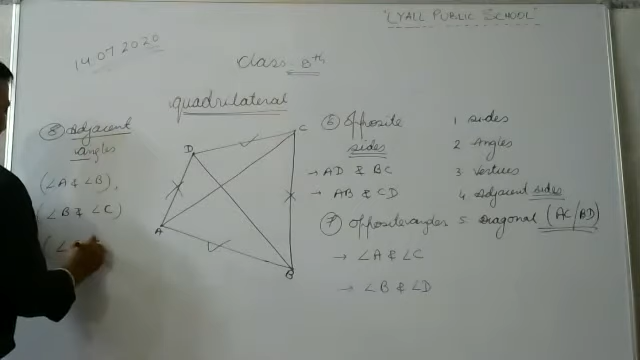 "LYALL PUBLIC SCHOOL"
14.07.2020
Class - 8th
quadrilateral
⑧ Adjacent
angles
(∠A & ∠B),
(∠B & ∠C)
(∠
D
C
A
B
⑥ Opposite
sides
→ AD & BC
→ AB & CD
⑦ Opposite angles
→ ∠A & ∠C
→ ∠B & ∠D
1 sides
2 Angles
3 Vertices
4 Adjacent sides
5 Diagonal (AC/BD)